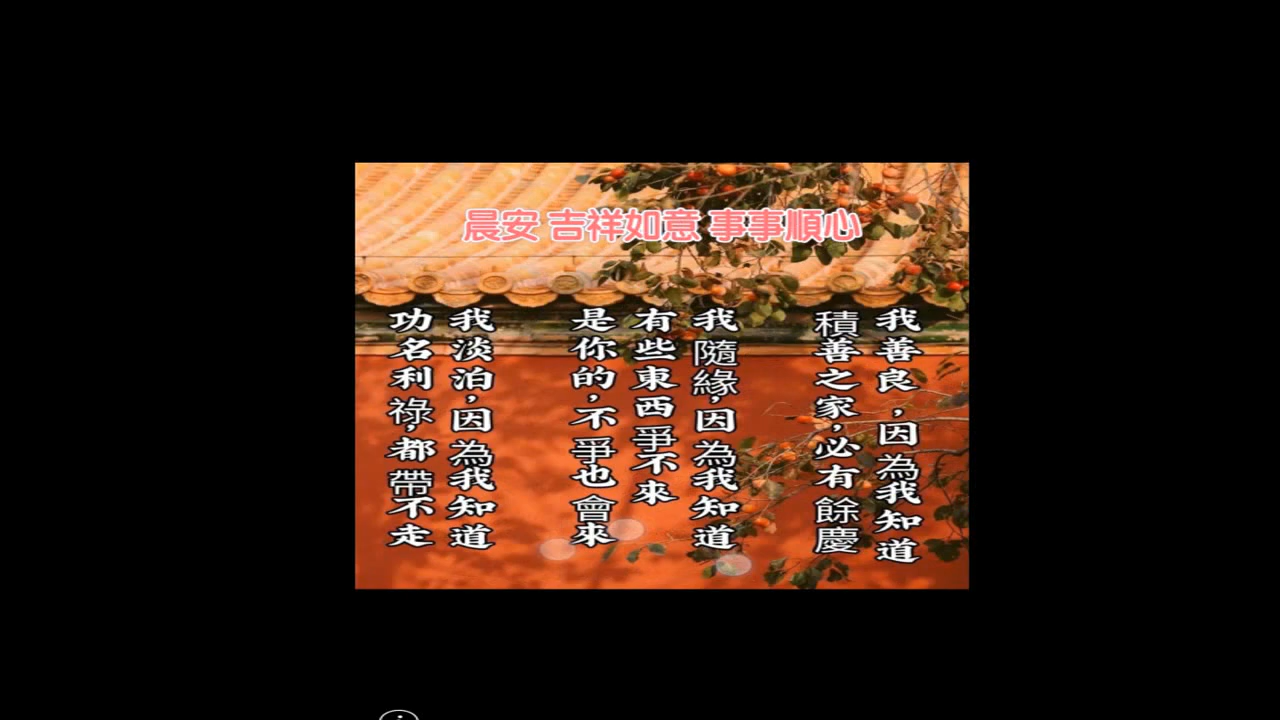 晨安 吉祥如意 事事順心
我善良，因為我知道
積善之家，必有餘慶
我隨緣，因為我知道
有些東西爭不來
是你的，不爭也會來
我淡泊，因為我知道
功名利祿，都帶不走